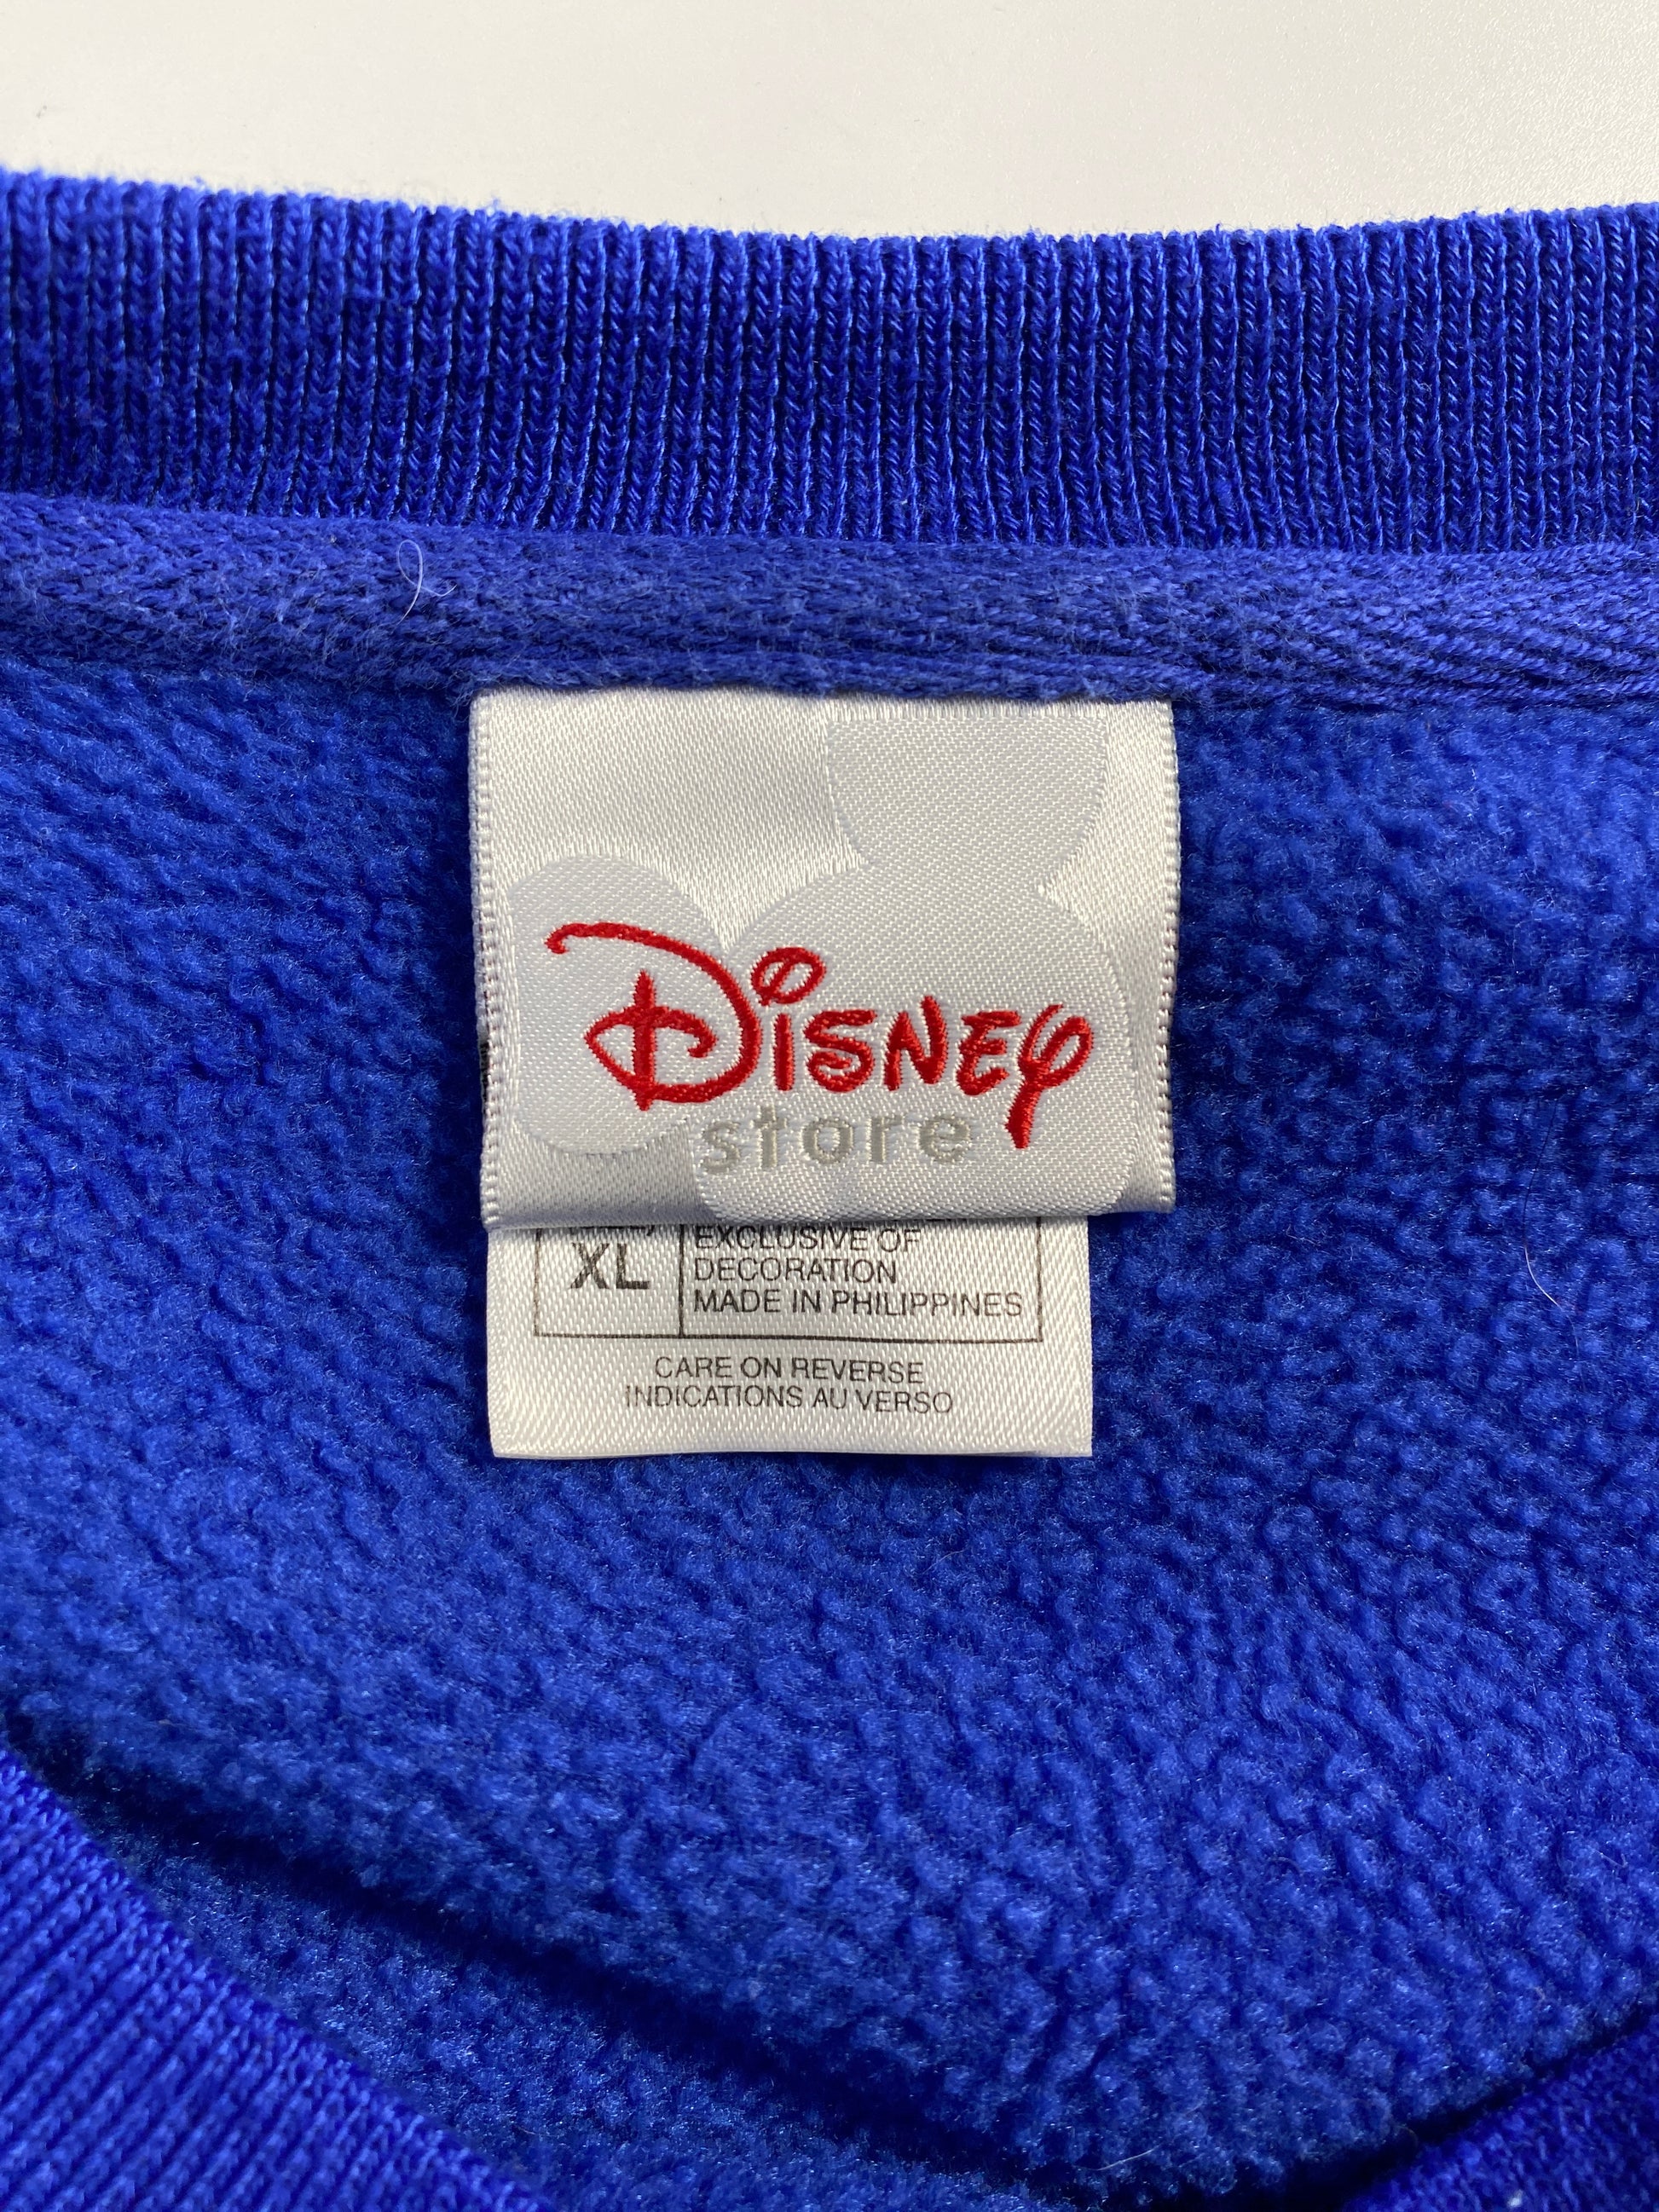 Disney
store
XL
EXCLUSIVE OF
DECORATION
MADE IN PHILIPPINES
CARE ON REVERSE
INDICATIONS AU VERSO